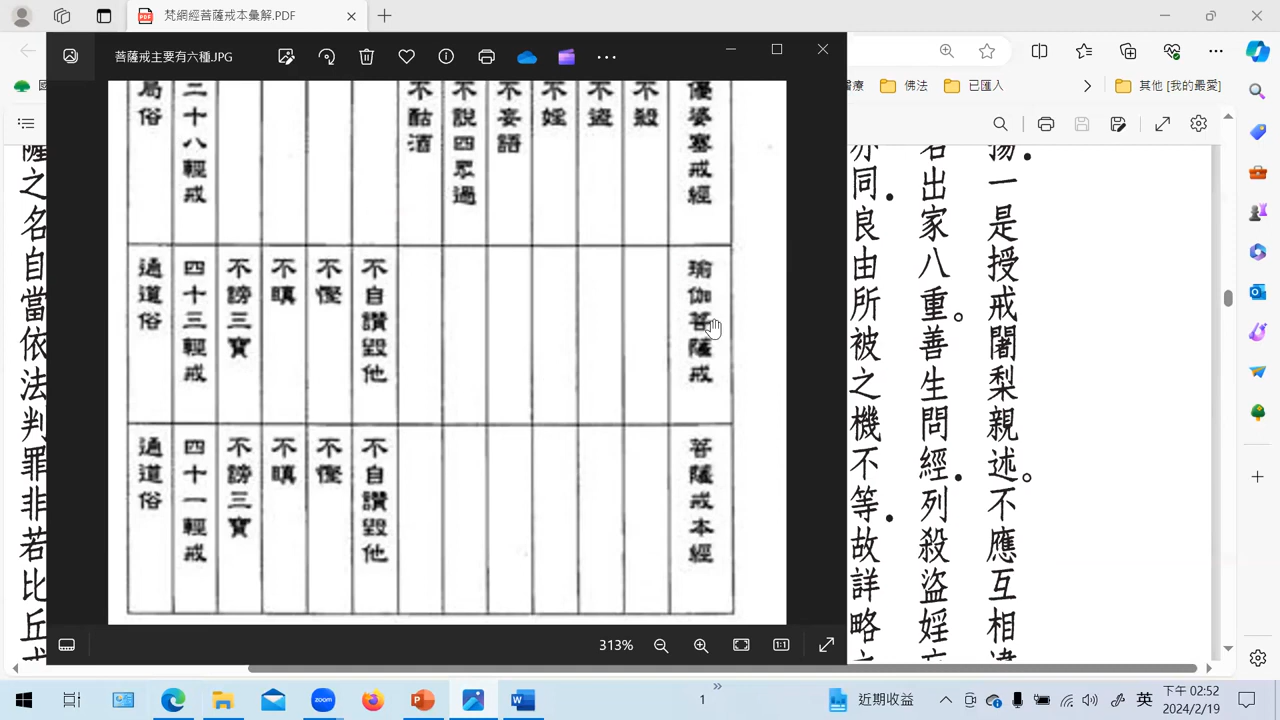 梵網經菩薩戒本彙解.PDF
菩薩戒主要有六種.JPG
佛法
已匯入
其他 [我的最愛]
優婆塞戒經
不殺
不盜
不婬
不妄語
不說四眾過
不酤酒
二十八輕戒
局俗
瑜伽菩薩戒
不自讚毀他
不慳
不瞋
不謗三寶
四十三輕戒
通道俗
菩薩戒本經
不自讚毀他
不慳
不瞋
不謗三寶
四十一輕戒
通道俗
揚.一是授戒闍梨親述。不應互相違
若出家八重。善生問經.列殺盜婬妄
亦同.良由所被之機不等.故詳略
薩之名自當依法判罪非若比丘戒
313%
1:1
zoom
1
近期收益
英
下午 02:52
2024/2/19